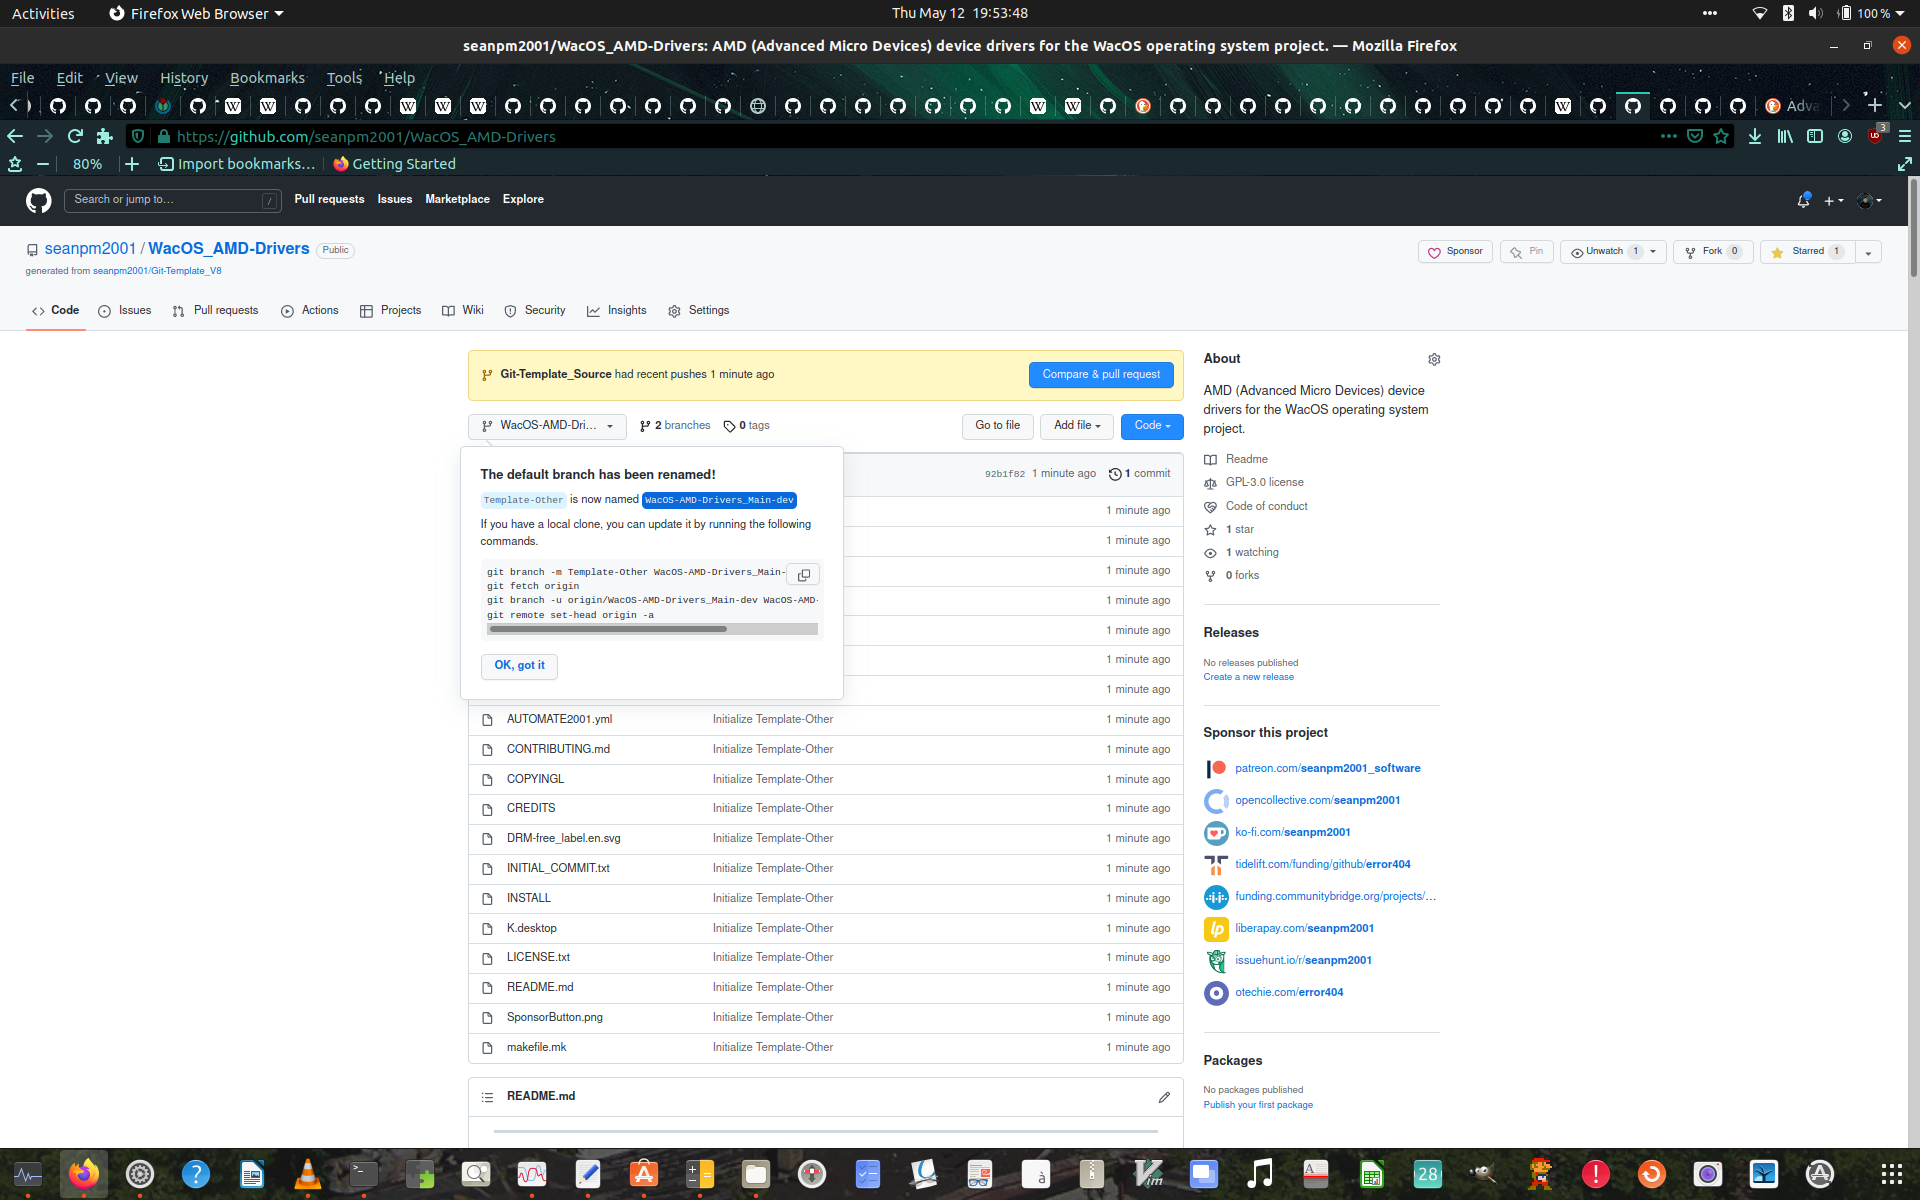 Activities
Firefox Web Browser
Thu May 12 19:53:48
100 %
seanpm2001/WacOS_AMD-Drivers: AMD (Advanced Micro Devices) device drivers for the WacOS operating system project. — Mozilla Firefox
File Edit View History Bookmarks Tools Help
Adva
https://github.com/seanpm2001/WacOS_AMD-Drivers
3
80%
Import bookmarks…
Getting Started
Search or jump to…
/
Pull requests Issues Marketplace Explore
seanpm2001 / WacOS_AMD-Drivers Public
generated from seanpm2001/Git-Template_V8
Sponsor
Pin
Unwatch 1
Fork 0
Starred 1
Code Issues Pull requests Actions Projects Wiki Security Insights Settings
Git-Template_Source had recent pushes 1 minute ago
Compare & pull request
WacOS-AMD-Dri…
2 branches
0 tags
Go to file
Add file
Code
The default branch has been renamed!
Template-Other is now named WacOS-AMD-Drivers_Main-dev
If you have a local clone, you can update it by running the following
commands.
git branch -m Template-Other WacOS-AMD-Drivers_Main-
git fetch origin
git branch -u origin/WacOS-AMD-Drivers_Main-dev WacOS-AMD-
git remote set-head origin -a
OK, got it
92b1f82 1 minute ago 1 commit
1 minute ago
1 minute ago
1 minute ago
1 minute ago
1 minute ago
1 minute ago
1 minute ago
AUTOMATE2001.yml Initialize Template-Other 1 minute ago
CONTRIBUTING.md Initialize Template-Other 1 minute ago
COPYINGL Initialize Template-Other 1 minute ago
CREDITS Initialize Template-Other 1 minute ago
DRM-free_label.en.svg Initialize Template-Other 1 minute ago
INITIAL_COMMIT.txt Initialize Template-Other 1 minute ago
INSTALL Initialize Template-Other 1 minute ago
K.desktop Initialize Template-Other 1 minute ago
LICENSE.txt Initialize Template-Other 1 minute ago
README.md Initialize Template-Other 1 minute ago
SponsorButton.png Initialize Template-Other 1 minute ago
makefile.mk Initialize Template-Other 1 minute ago
README.md
About
AMD (Advanced Micro Devices) device
drivers for the WacOS operating system
project.
Readme
GPL-3.0 license
Code of conduct
1 star
1 watching
0 forks
Releases
No releases published
Create a new release
Sponsor this project
patreon.com/seanpm2001_software
opencollective.com/seanpm2001
ko-fi.com/seanpm2001
tidelift.com/funding/github/error404
funding.communitybridge.org/projects/…
liberapay.com/seanpm2001
issuehunt.io/r/seanpm2001
otechie.com/error404
Packages
No packages published
Publish your first package
28